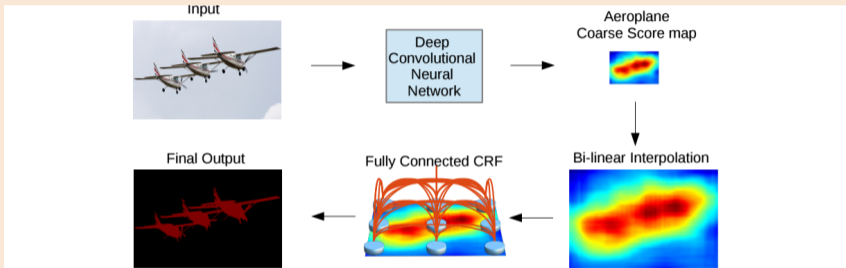 Input
Deep
Convolutional
Neural
Network
Aeroplane
Coarse Score map
Final Output
Fully Connected CRF
Bi-linear Interpolation